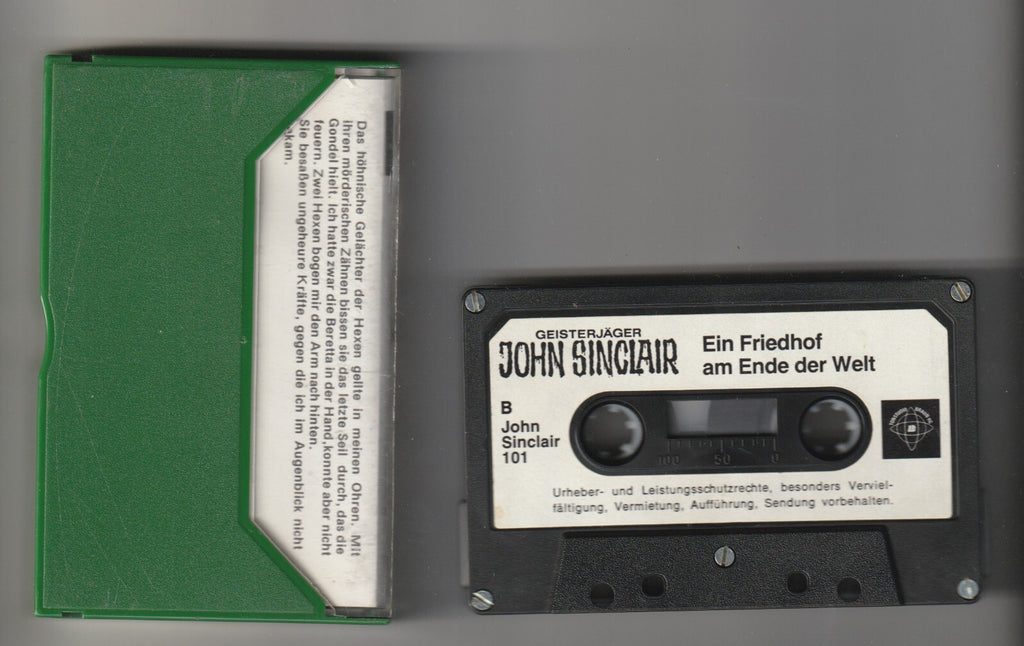 Das höhnische Gelächter der Hexen gellte in meinen Ohren. Mit
ihren mörderischen Zähnen bissen sie das letzte Seil durch, das die
Gondel hielt. Ich hatte zwar die Beretta in der Hand, konnte aber nicht
feuern. Zwei Hexen bogen mir den Arm nach hinten.
Sie besaßen ungeheure Kräfte, gegen die ich im Augenblick nicht
GEISTERJÄGER
JOHN SINCLAIR
Ein Friedhof
am Ende der Welt
B
John
Sinclair
101
100 50 0
Urheber- und Leistungsschutzrechte, besonders Verviel-
fältigung, Vermietung, Aufführung, Sendung vorbehalten.